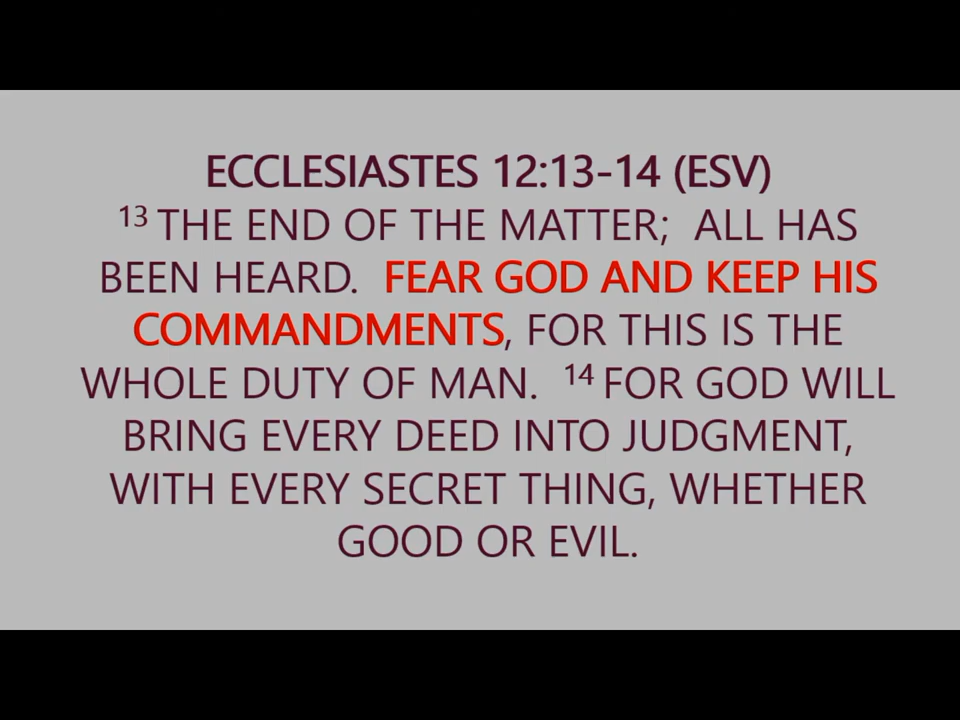 ECCLESIASTES 12:13-14 (ESV)
13 THE END OF THE MATTER;  ALL HAS
BEEN HEARD.  FEAR GOD AND KEEP HIS
COMMANDMENTS, FOR THIS IS THE
WHOLE DUTY OF MAN.  14 FOR GOD WILL
BRING EVERY DEED INTO JUDGMENT,
WITH EVERY SECRET THING, WHETHER
GOOD OR EVIL.